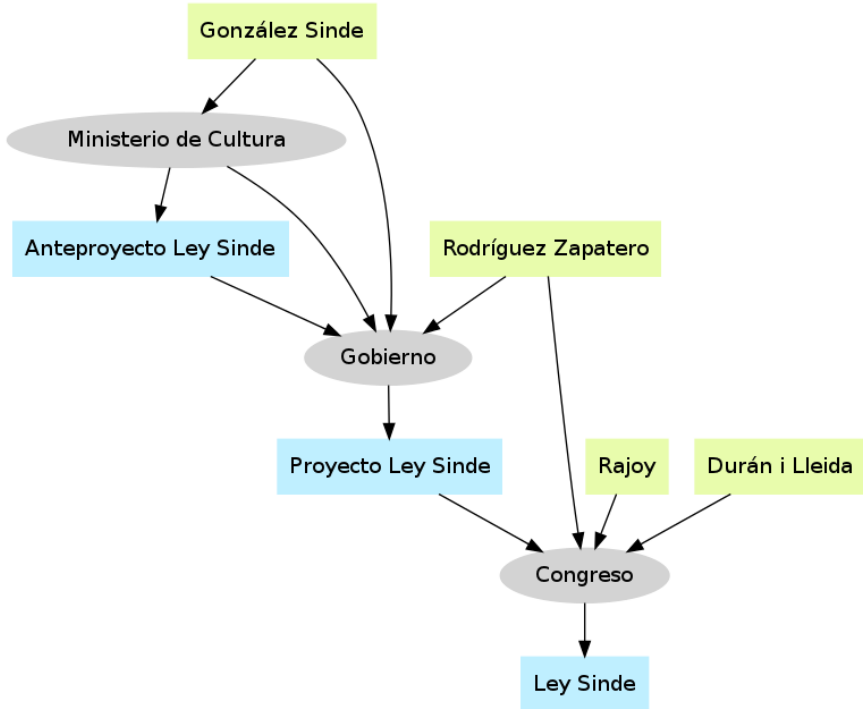 González Sinde
Ministerio de Cultura
Anteproyecto Ley Sinde
Rodríguez Zapatero
Gobierno
Proyecto Ley Sinde
Rajoy
Durán i Lleida
Congreso
Ley Sinde